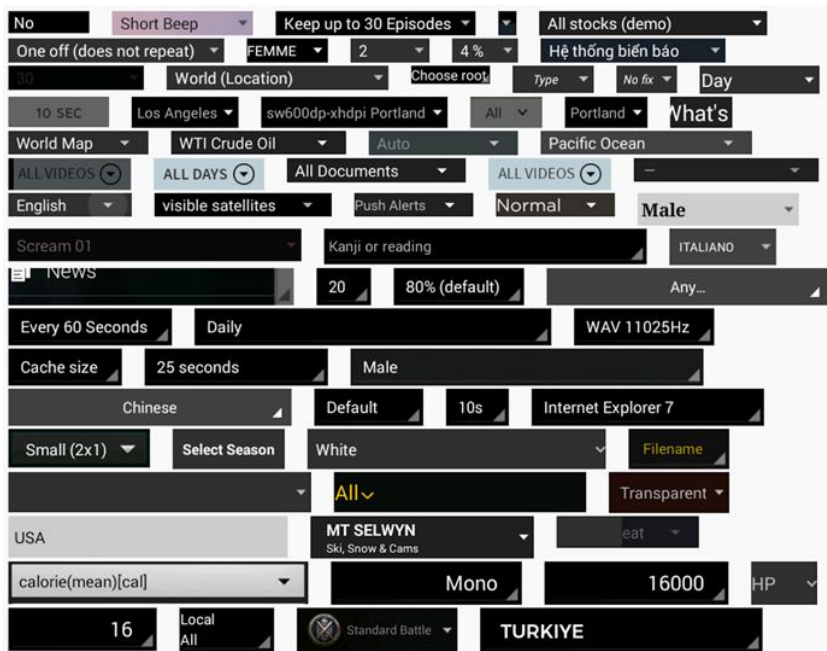 No
Short Beep
Keep up to 30 Episodes
All stocks (demo)
One off (does not repeat)
FEMME
2
4 %
Hệ thống biển báo
30
World (Location)
Choose root
Type
No fix
Day
10 SEC
Los Angeles
sw600dp-xhdpi Portland
All
Portland
What's
World Map
WTI Crude Oil
Auto
Pacific Ocean
ALL VIDEOS
ALL DAYS
All Documents
ALL VIDEOS
–
English
visible satellites
Push Alerts
Normal
Male
Scream 01
Kanji or reading
ITALIANO
News
20
80% (default)
Any...
Every 60 Seconds
Daily
WAV 11025Hz
Cache size
25 seconds
Male
Chinese
Default
10s
Internet Explorer 7
Small (2x1)
Select Season
White
Filename
All
Transparent
USA
MT SELWYN
Ski, Snow & Cams
eat
calorie(mean)[cal]
Mono
16000
HP
16
Local
All
Standard Battle
TURKIYE